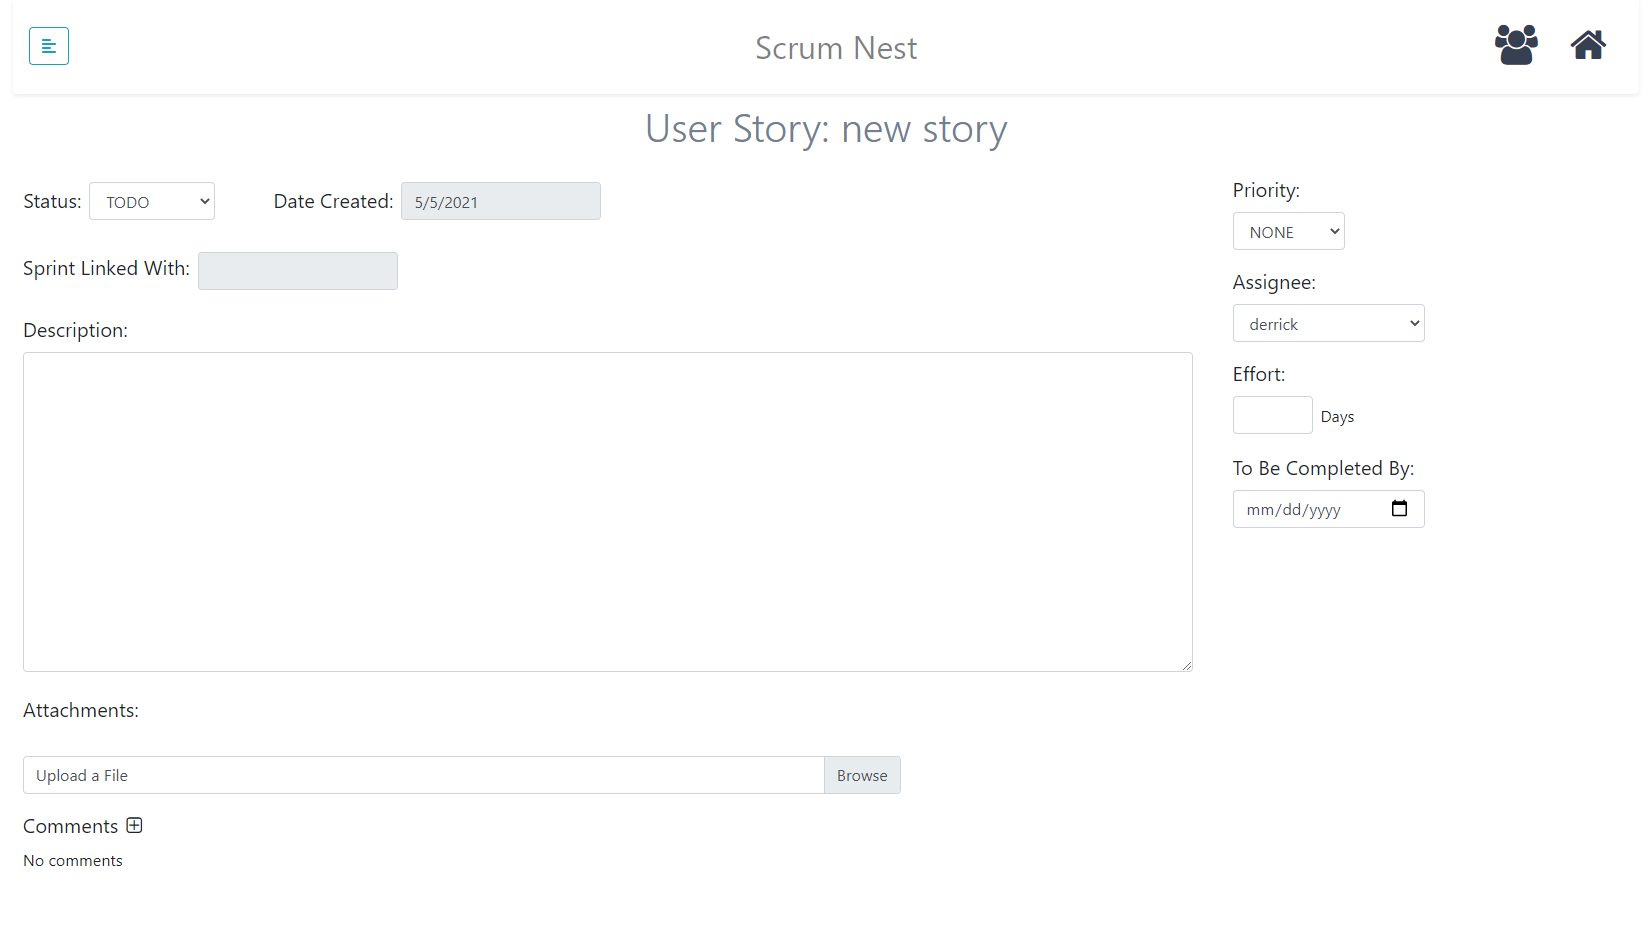 Scrum Nest
User Story: new story
Status: TODO Date Created: 5/5/2021
Sprint Linked With:
Description:
Attachments:
Upload a File Browse
Comments
No comments
Priority:
NONE
Assignee:
derrick
Effort:
Days
To Be Completed By:
mm/dd/yyyy